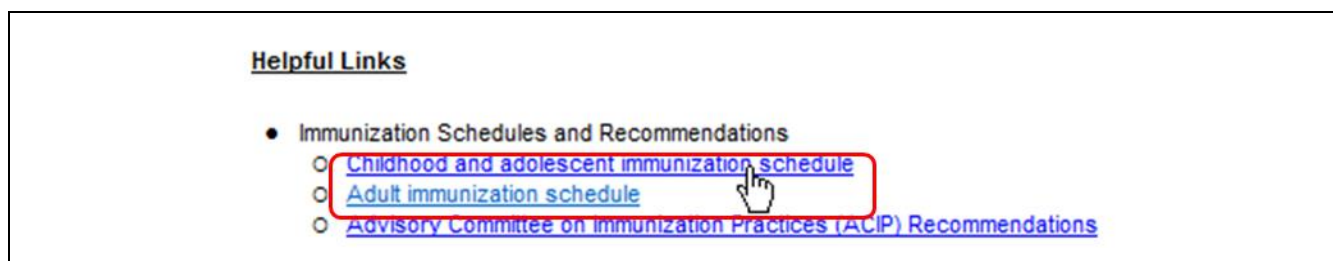 Helpful Links
● Immunization Schedules and Recommendations
○ Childhood and adolescent immunization schedule
○ Adult immunization schedule
○ Advisory Committee on Immunization Practices (ACIP) Recommendations